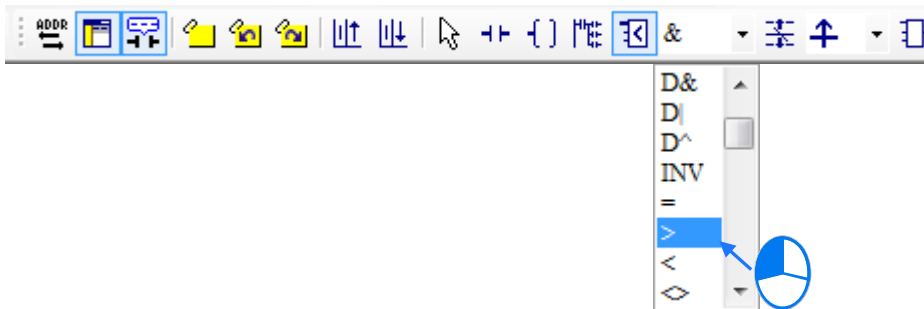 ADDR
&
D&
D|
D^
INV
=
>
<
<>